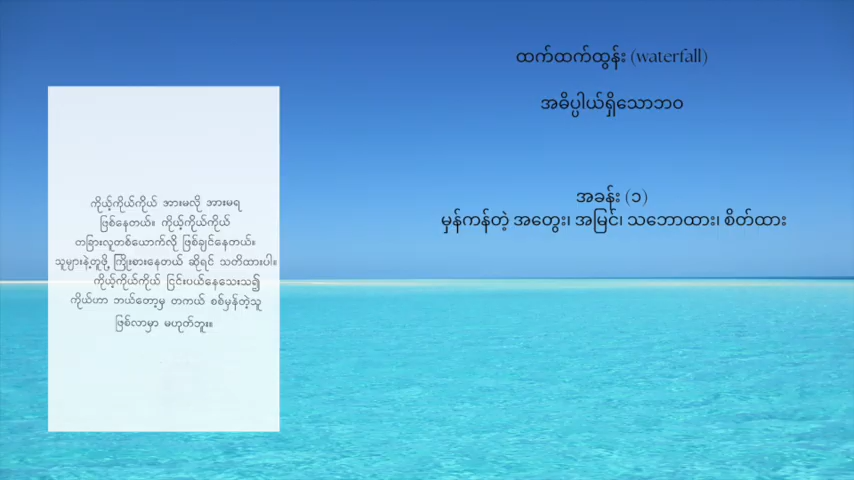 ထက်ထက်ထွန်း (waterfall)
အဓိပ္ပါယ်ရှိသောဘဝ
အခန်း (၁)
မှန်ကန်တဲ့ အတွေး၊ အမြင်၊ သဘောထား၊ စိတ်ထား
ကိုယ့်ကိုယ်ကိုယ် အားမလို အားမရ
ဖြစ်နေတယ်။ ကိုယ့်ကိုယ်ကိုယ်
တခြားလူတစ်ယောက်လို ဖြစ်ချင်နေတယ်။
သူများနဲ့တူဖို့ ကြိုးစားနေတယ် ဆိုရင် သတိထားပါ။
ကိုယ့်ကိုယ်ကိုယ် ငြင်းပယ်နေသေးသ၍
ကိုယ်ဟာ ဘယ်တော့မှ တကယ် စစ်မှန်တဲ့သူ
ဖြစ်လာမှာ မဟုတ်ဘူး။